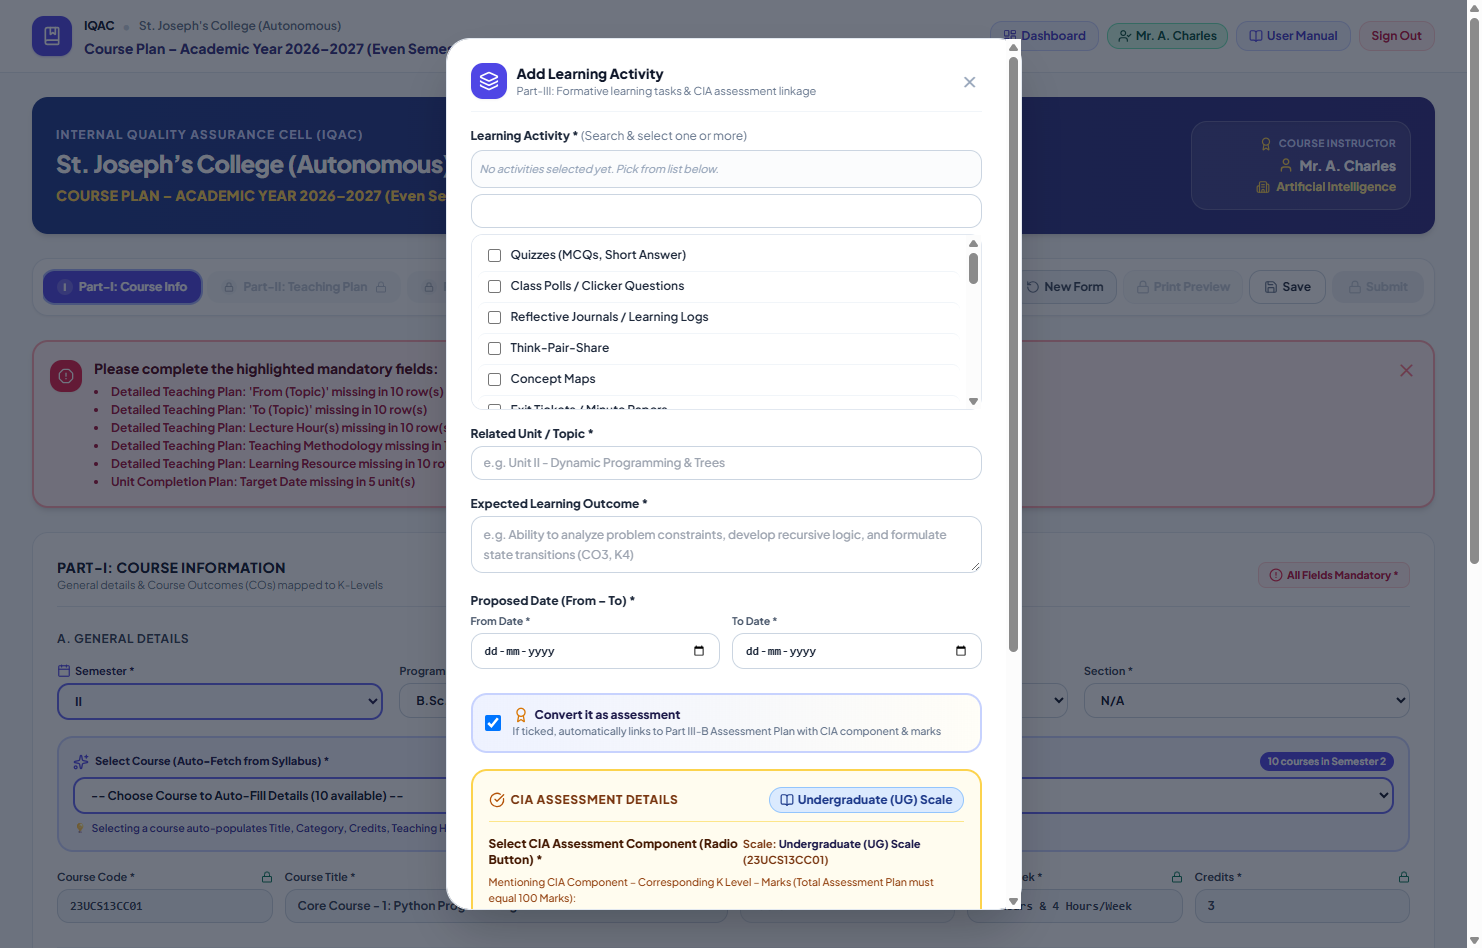 IQAC
St. Joseph's College (Autonomous)
Course Plan – Academic Year 2026–2027 (Even Seme
Dashboard
Mr. A. Charles
User Manual
Sign Out
INTERNAL QUALITY ASSURANCE CELL (IQAC)
St. Joseph's College (Autonomous)
COURSE PLAN – ACADEMIC YEAR 2026–2027 (Even Se
COURSE INSTRUCTOR
Mr. A. Charles
Artificial Intelligence
I Part-I: Course Info
Part-II: Teaching Plan
New Form
Print Preview
Save
Submit
Please complete the highlighted mandatory fields:
• Detailed Teaching Plan: 'From (Topic)' missing in 10 row(s)
• Detailed Teaching Plan: 'To (Topic)' missing in 10 row(s)
• Detailed Teaching Plan: Lecture Hour(s) missing in 10 row(s
• Detailed Teaching Plan: Teaching Methodology missing in
• Detailed Teaching Plan: Learning Resource missing in 10 ro
• Unit Completion Plan: Target Date missing in 5 unit(s)
PART-I: COURSE INFORMATION
General details & Course Outcomes (COs) mapped to K-Levels
All Fields Mandatory *
A. GENERAL DETAILS
Semester *
Program
Section *
II
B.Sc
N/A
Select Course (Auto-Fetch from Syllabus) *
10 courses in Semester 2
-- Choose Course to Auto-Fill Details (10 available) --
Selecting a course auto-populates Title, Category, Credits, Teaching H
Course Code *
Course Title *
ek *
Credits *
23UCS13CC01
Core Course - 1: Python Prog
rs & 4 Hours/Week
3
Add Learning Activity
Part-III: Formative learning tasks & CIA assessment linkage
Learning Activity * (Search & select one or more)
No activities selected yet. Pick from list below.
Quizzes (MCQs, Short Answer)
Class Polls / Clicker Questions
Reflective Journals / Learning Logs
Think-Pair-Share
Concept Maps
Exit Tickets / Minute Papers
Related Unit / Topic *
e.g. Unit II - Dynamic Programming & Trees
Expected Learning Outcome *
e.g. Ability to analyze problem constraints, develop recursive logic, and formulate
state transitions (CO3, K4)
Proposed Date (From – To) *
From Date *
To Date *
dd-mm-yyyy
dd-mm-yyyy
Convert it as assessment
If ticked, automatically links to Part III-B Assessment Plan with CIA component & marks
CIA ASSESSMENT DETAILS
Undergraduate (UG) Scale
Select CIA Assessment Component (Radio
Button) *
Scale: Undergraduate (UG) Scale
(23UCS13CC01)
Mentioning CIA Component – Corresponding K Level – Marks (Total Assessment Plan must
equal 100 Marks):